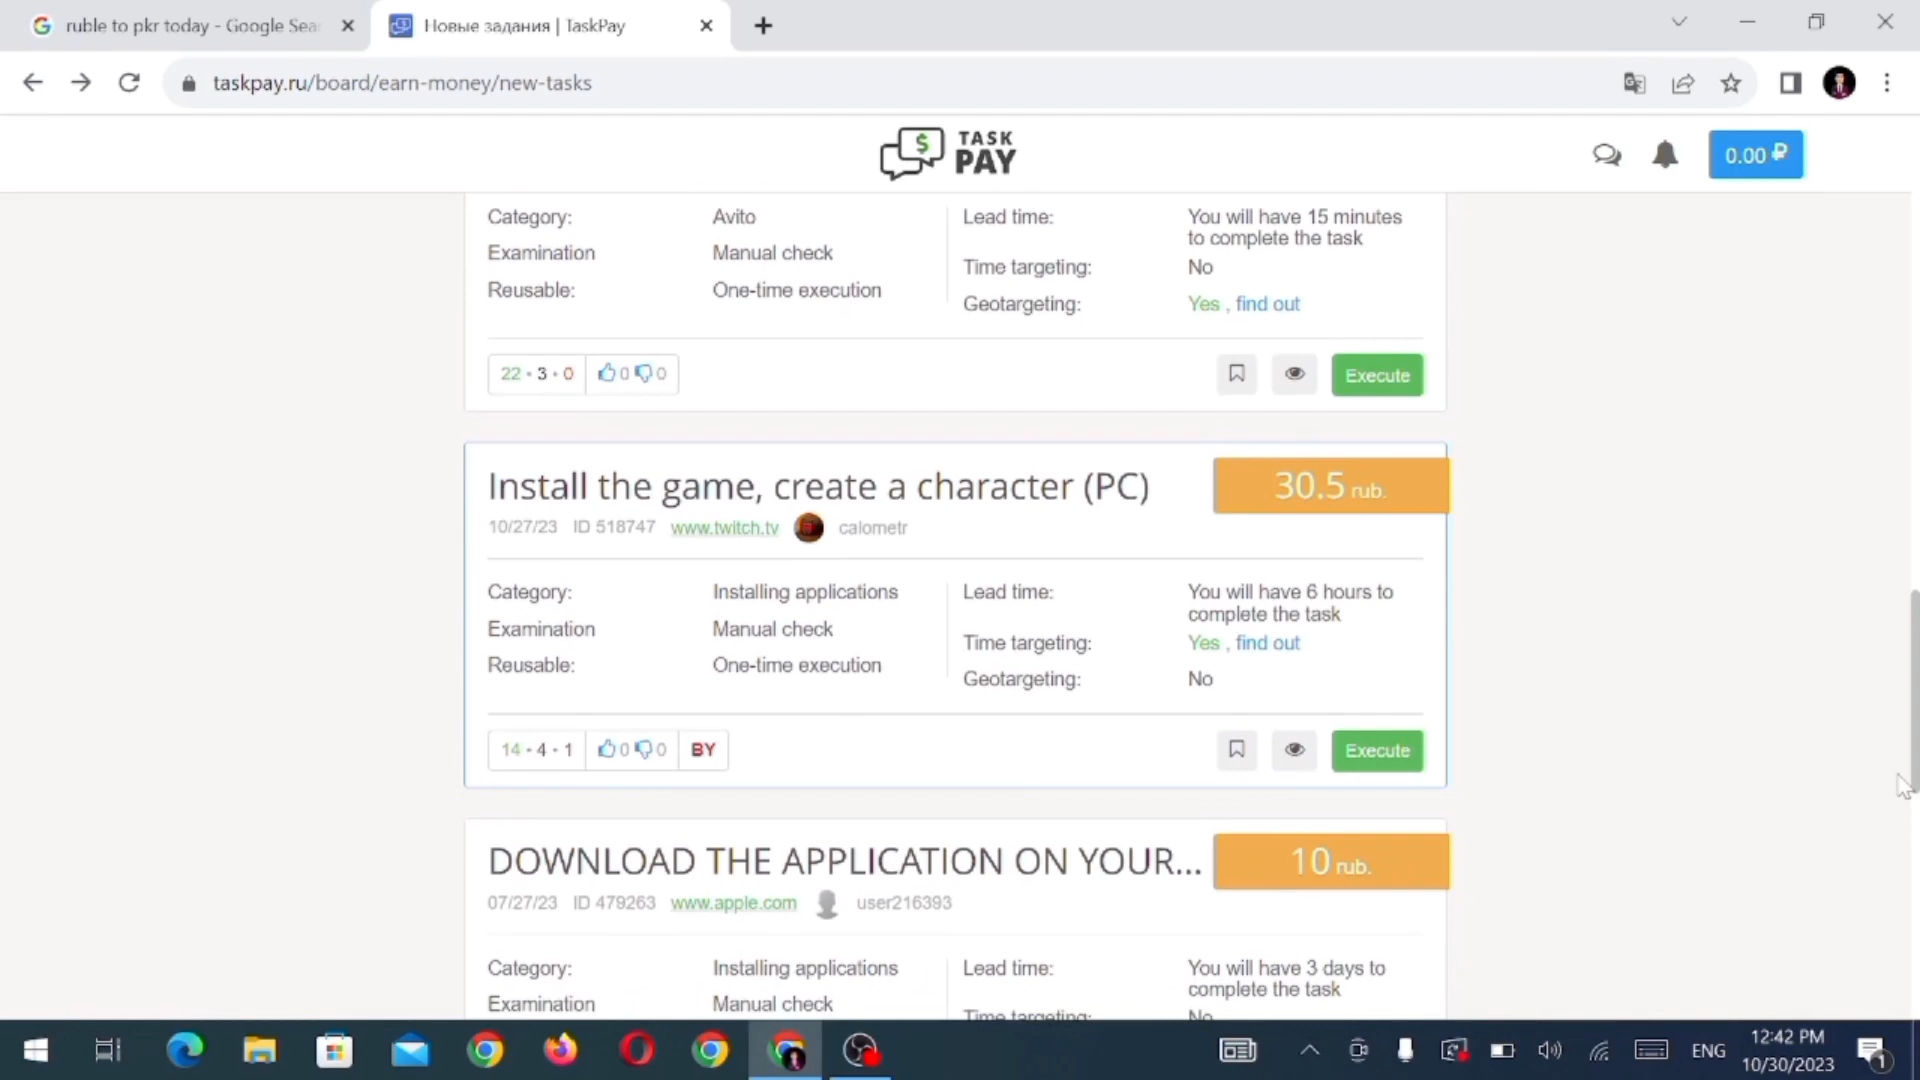 ruble to pkr today - Google Sear
Новые задания | TaskPay
taskpay.ru/board/earn-money/new-tasks
TASK
PAY
0.00 ₽
Category: Avito Lead time: You will have 15 minutes
to complete the task
Examination Manual check
Time targeting: No
Reusable: One-time execution
Geotargeting: Yes , find out
22 • 3 • 0 0 0 Execute
Install the game, create a character (PC) 30.5 rub.
10/27/23 ID 518747 www.twitch.tv calometr
Category: Installing applications Lead time: You will have 6 hours to
complete the task
Examination Manual check
Time targeting: Yes , find out
Reusable: One-time execution
Geotargeting: No
14 • 4 • 1 0 0 BY Execute
DOWNLOAD THE APPLICATION ON YOUR... 10 rub.
07/27/23 ID 479263 www.apple.com user216393
Category: Installing applications Lead time: You will have 3 days to
complete the task
Examination Manual check
Time targeting: No
ENG
12:42 PM
10/30/2023
1